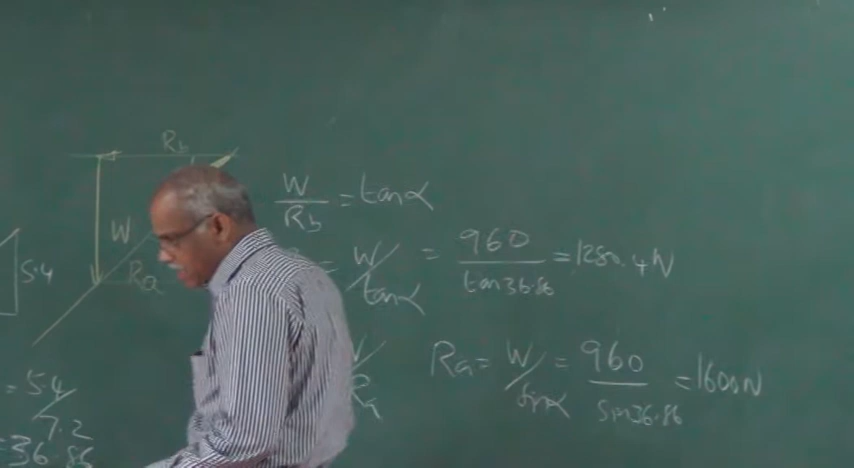 Rb
W
Ra
5.4
W/Rb = tanα
= W/tanα = 960/tan36.86 = 1280.4N
Ra = W/sinα = 960/sin36.86 = 1600N
Ra
= 5.4/7.2
= 36.86